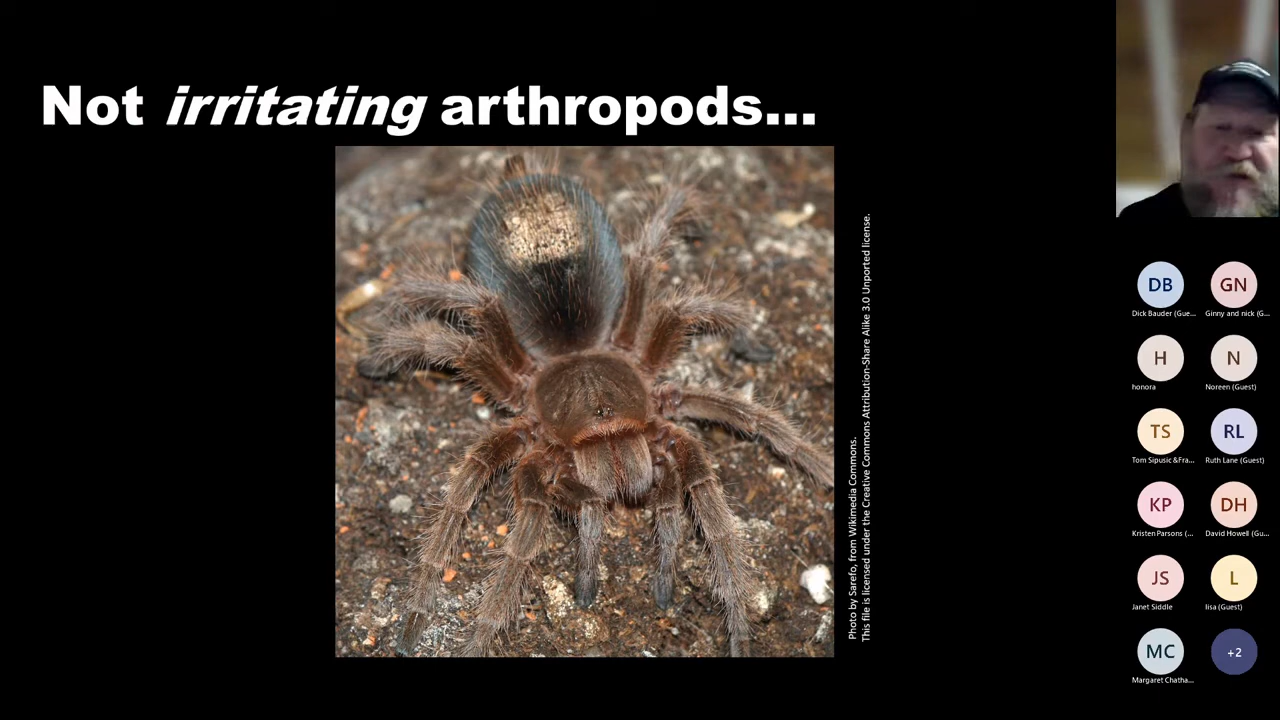 Not irritating arthropods...
Photo by Sarefo, from Wikimedia Commons.
This file is licensed under the Creative Commons Attribution-Share Alike 3.0 Unported license.
DB
Dick Bauder (Gue...
GN
Ginny and nick (G...
H
honora
N
Noreen (Guest)
TS
Tom Sipusic &Fra...
RL
Ruth Lane (Guest)
KP
Kristen Parsons (...
DH
David Howell (Gu...
JS
Janet Siddle
L
lisa (Guest)
MC
Margaret Chatha...
+2